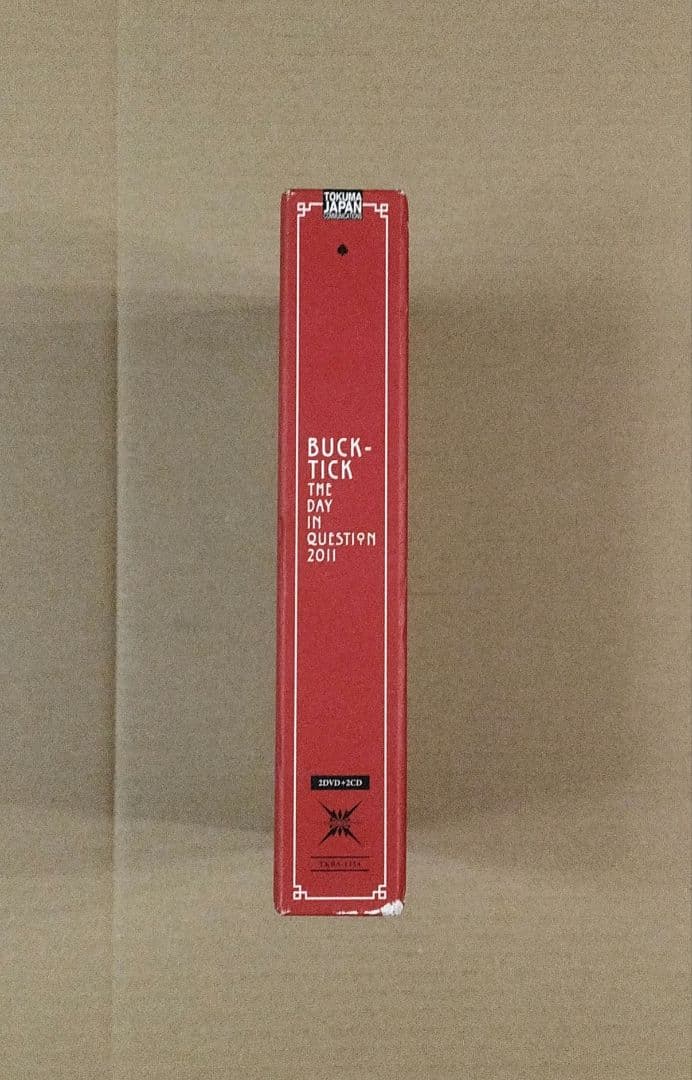 TOKUMA
JAPAN
COMMUNICATIONS
BUCK-
TICK
THE
DAY
IN
QUESTION
2011
2DVD+2CD